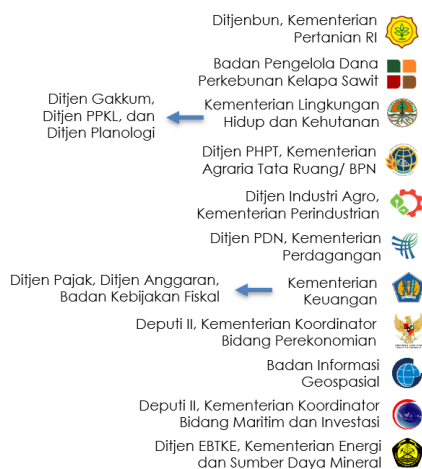 Ditjenbun, Kementerian
Pertanian RI
Badan Pengelola Dana
Perkebunan Kelapa Sawit
Ditjen Gakkum,
Ditjen PPKL, dan
Ditjen Planologi
Kementerian Lingkungan
Hidup dan Kehutanan
Ditjen PHPT, Kementerian
Agraria Tata Ruang/ BPN
Ditjen Industri Agro,
Kementerian Perindustrian
Ditjen PDN, Kementerian
Perdagangan
Ditjen Pajak, Ditjen Anggaran,
Badan Kebijakan Fiskal
Kementerian
Keuangan
Deputi II, Kementerian Koordinator
Bidang Perekonomian
Badan Informasi
Geospasial
Deputi II, Kementerian Koordinator
Bidang Maritim dan Investasi
Ditjen EBTKE, Kementerian Energi
dan Sumber Daya Mineral